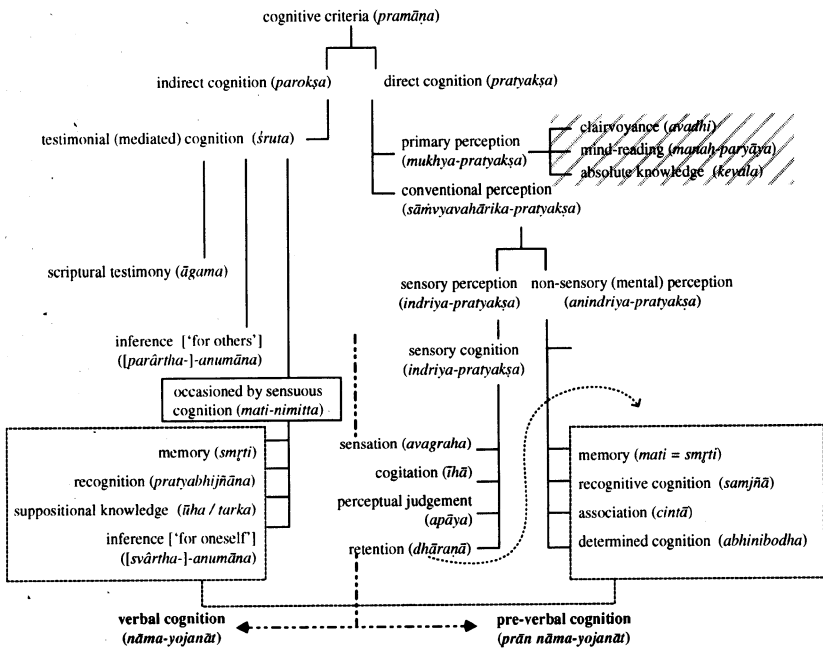 cognitive criteria (pramāṇa)
indirect cognition (parokṣa)
direct cognition (pratyakṣa)
testimonial (mediated) cognition (śruta)
primary perception
(mukhya-pratyakṣa)
clairvoyance (avadhi)
mind-reading (manaḥ-paryāya)
absolute knowledge (kevala)
conventional perception
(sāṁvyavahārika-pratyakṣa)
scriptural testimony (āgama)
sensory perception
(indriya-pratyakṣa)
non-sensory (mental) perception
(anindriya-pratyakṣa)
inference ['for others']
([parârtha-]-anumāna)
sensory cognition
(indriya-pratyakṣa)
occasioned by sensuous
cognition (mati-nimitta)
memory (smṛti)
recognition (pratyabhijñāna)
suppositional knowledge (ūha / tarka)
inference ['for oneself']
([svârtha-]-anumāna)
sensation (avagraha)
cogitation (īhā)
perceptual judgement
(apāya)
retention (dhāraṇā)
memory (mati = smṛti)
recognitive cognition (samjñā)
association (cintā)
determined cognition (abhinibodha)
verbal cognition
(nāma-yojanāt)
pre-verbal cognition
(prāṅ nāma-yojanāt)